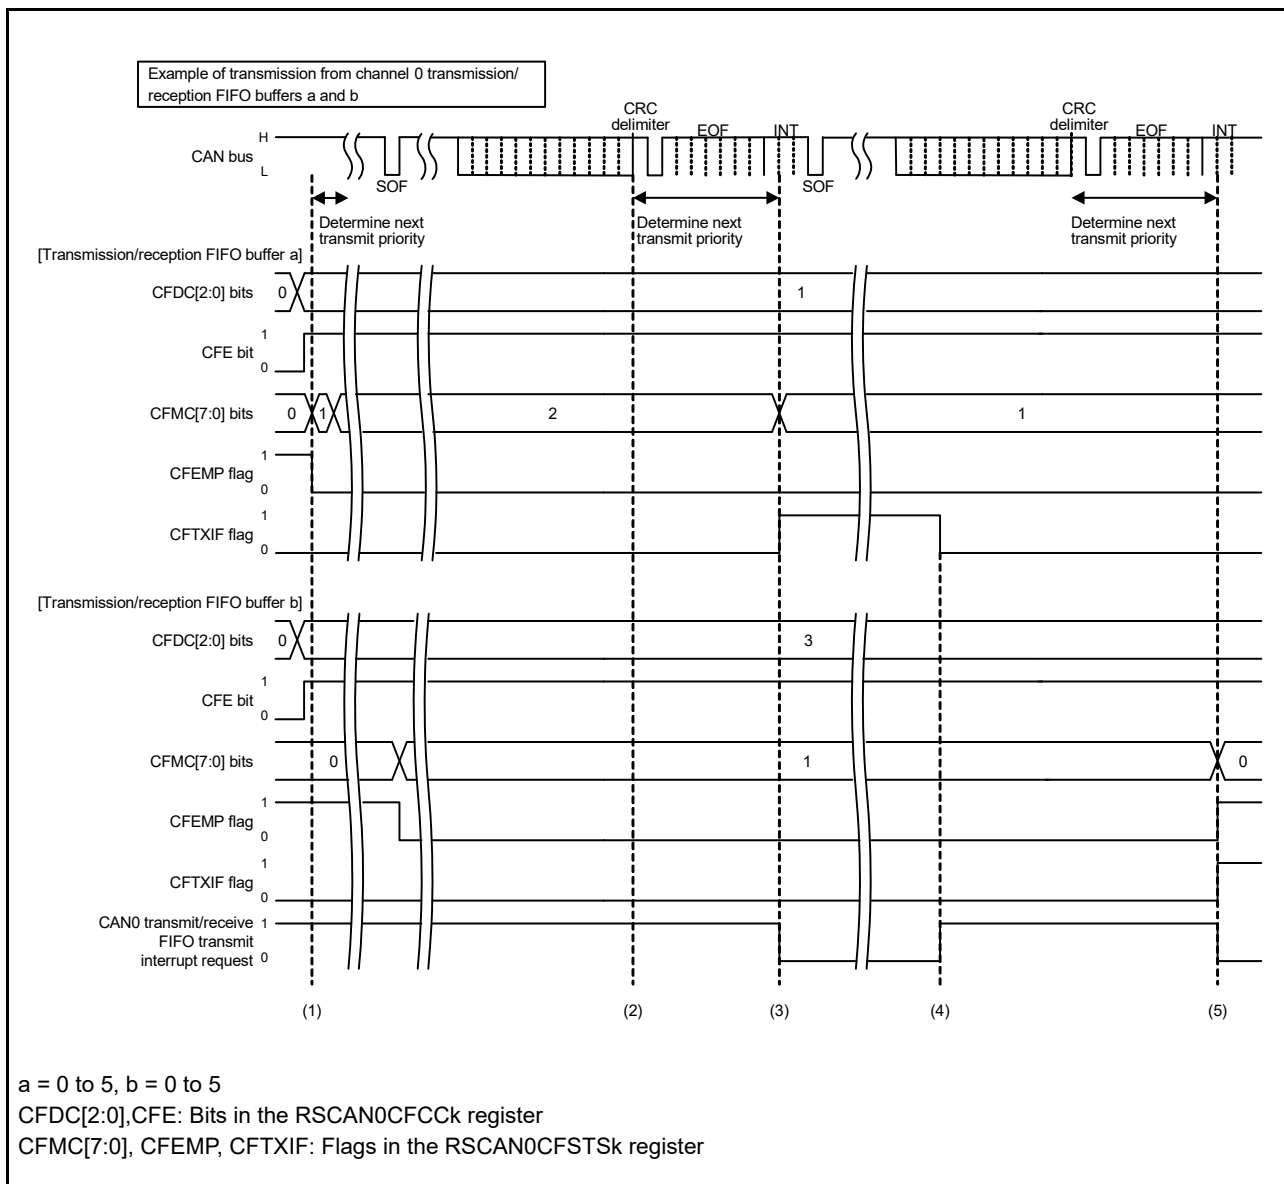 Example of transmission from channel 0 transmission/
reception FIFO buffers a and b
CRC
delimiter
EOF
INT
CRC
delimiter
EOF
INT
H
CAN bus
L
SOF
SOF
Determine next
transmit priority
Determine next
transmit priority
Determine next
transmit priority
[Transmission/reception FIFO buffer a]
CFDC[2:0] bits
0
1
1
CFE bit
0
CFMC[7:0] bits
0
1
2
1
1
CFEMP flag
0
1
CFTXIF flag
0
[Transmission/reception FIFO buffer b]
CFDC[2:0] bits
0
3
1
CFE bit
0
CFMC[7:0] bits
0
1
0
1
CFEMP flag
0
1
CFTXIF flag
0
CAN0 transmit/receive 1
FIFO transmit
interrupt request 0
(1)
(2)
(3)
(4)
(5)
a = 0 to 5, b = 0 to 5
CFDC[2:0],CFE: Bits in the RSCAN0CFCCk register
CFMC[7:0], CFEMP, CFTXIF: Flags in the RSCAN0CFSTSk register